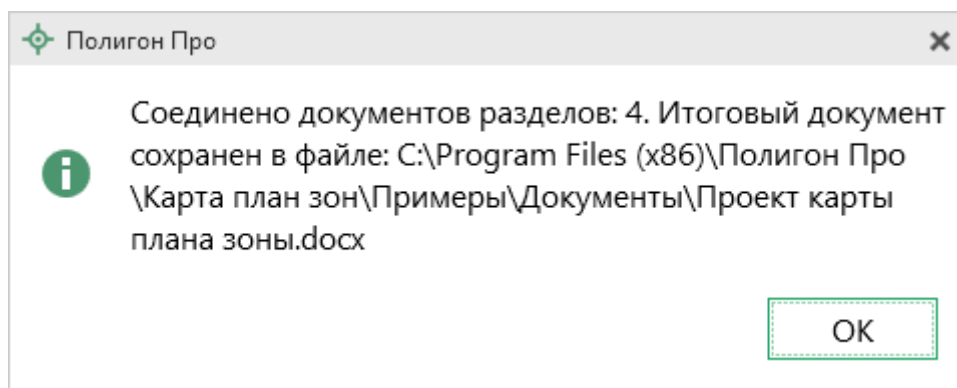 Полигон Про
Соединено документов разделов: 4. Итоговый документ
сохранен в файле: C:\Program Files (x86)\Полигон Про
\Карта план зон\Примеры\Документы\Проект карты
плана зоны.docx
OK